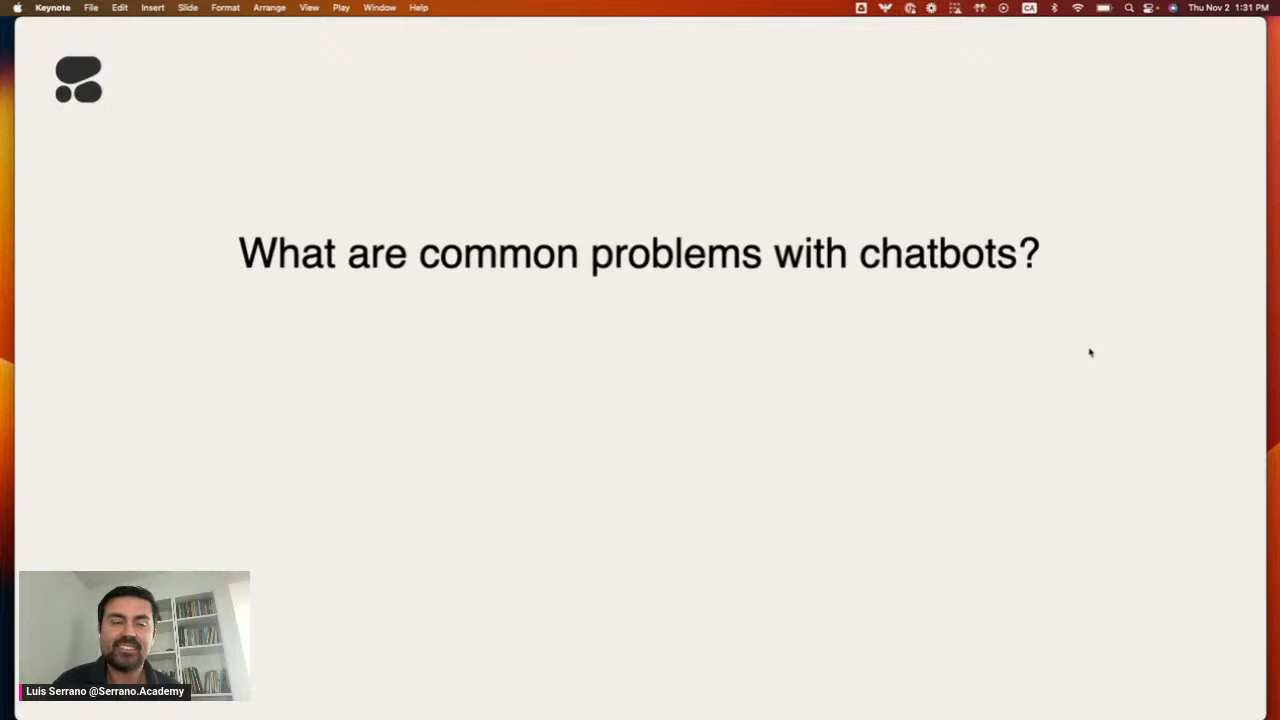 Keynote File Edit Insert Slide Format Arrange View Play Window Help CA Thu Nov 2 1:31 PM
What are common problems with chatbots?
Luis Serrano @Serrano.Academy